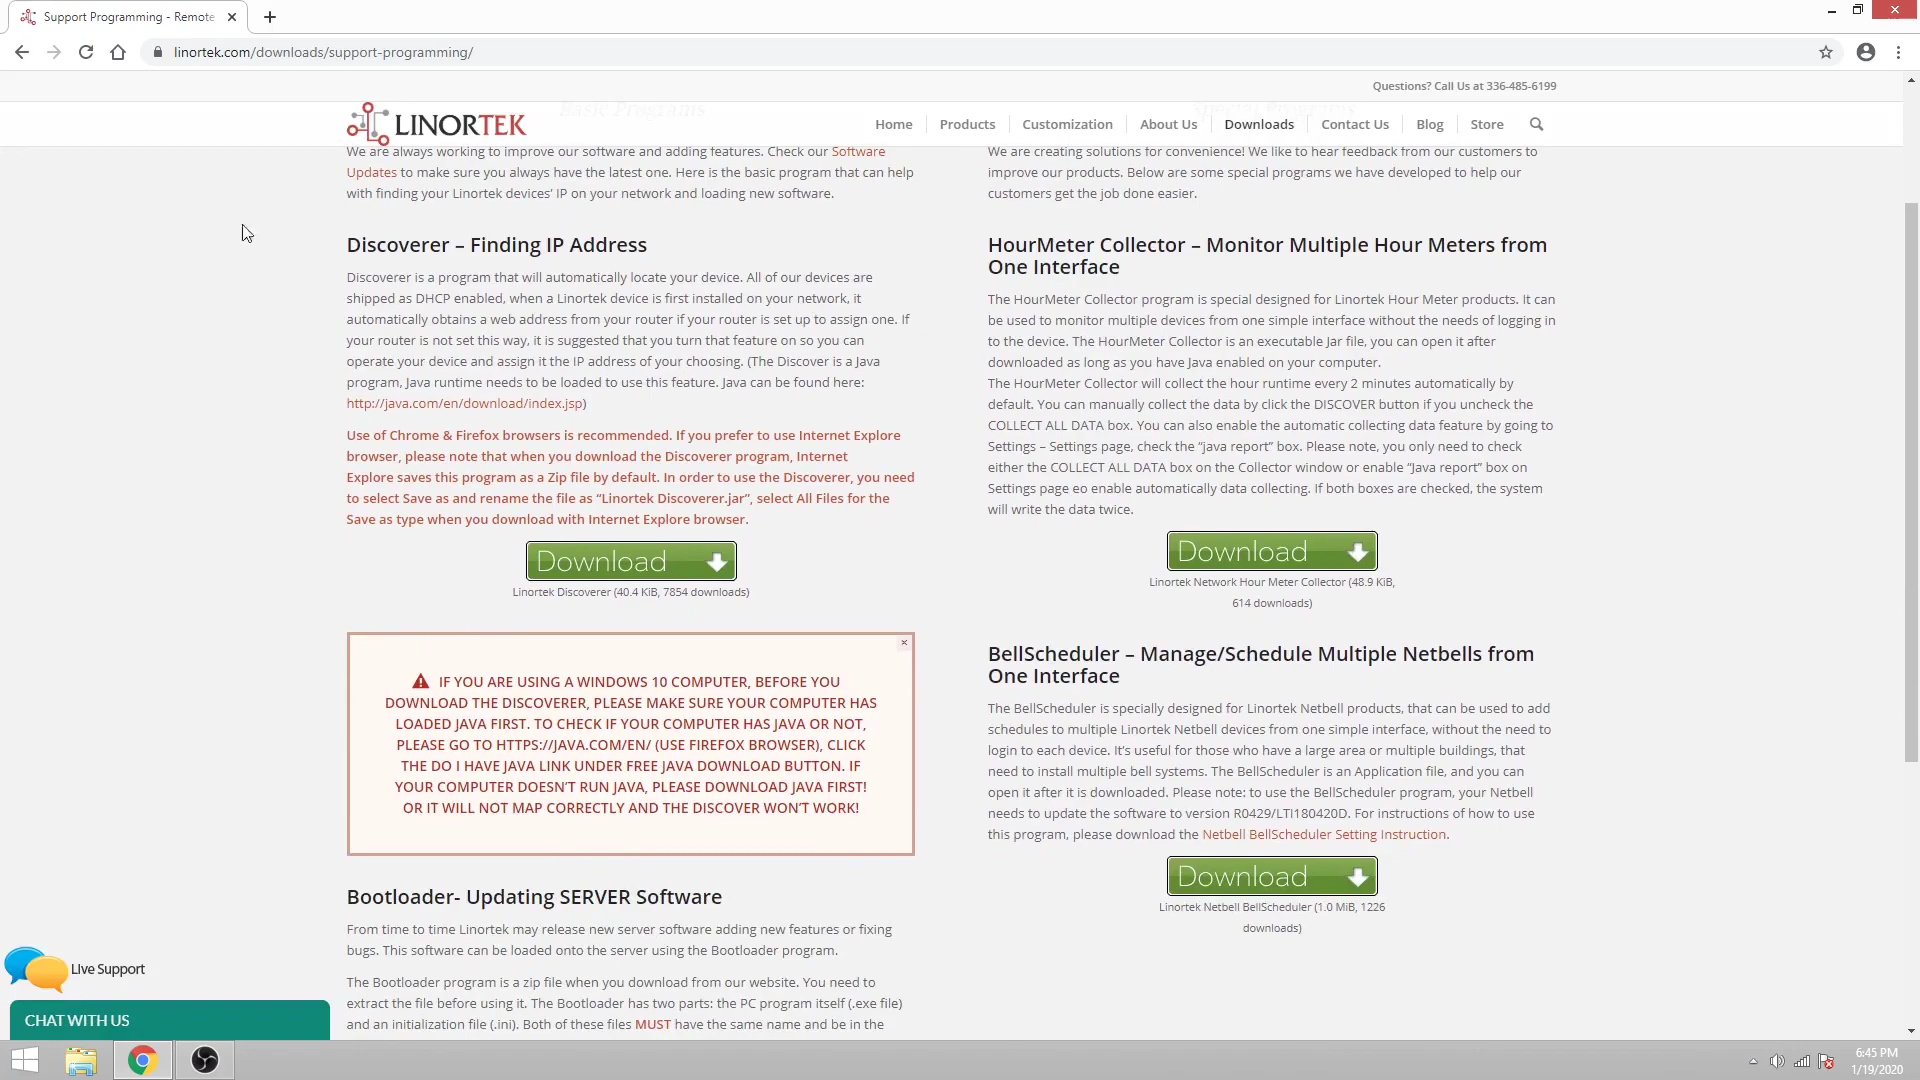 Support Programming - Remote
linortek.com/downloads/support-programming/
Questions? Call Us at 336-485-6199
Basic Programs
Special Programs
LINORTEK
Home
Products
Customization
About Us
Downloads
Contact Us
Blog
Store
We are always working to improve our software and adding features. Check our Software
Updates to make sure you always have the latest one. Here is the basic program that can help
with finding your Linortek devices’ IP on your network and loading new software.
Discoverer – Finding IP Address
Discoverer is a program that will automatically locate your device. All of our devices are
shipped as DHCP enabled, when a Linortek device is first installed on your network, it
automatically obtains a web address from your router if your router is set up to assign one. If
your router is not set this way, it is suggested that you turn that feature on so you can
operate your device and assign it the IP address of your choosing. (The Discover is a Java
program, Java runtime needs to be loaded to use this feature. Java can be found here:
http://java.com/en/download/index.jsp)
Use of Chrome & Firefox browsers is recommended. If you prefer to use Internet Explore
browser, please note that when you download the Discoverer program, Internet
Explore saves this program as a Zip file by default. In order to use the Discoverer, you need
to select Save as and rename the file as “Linortek Discoverer.jar”, select All Files for the
Save as type when you download with Internet Explore browser.
Download
Linortek Discoverer (40.4 KiB, 7854 downloads)
IF YOU ARE USING A WINDOWS 10 COMPUTER, BEFORE YOU
DOWNLOAD THE DISCOVERER, PLEASE MAKE SURE YOUR COMPUTER HAS
LOADED JAVA FIRST. TO CHECK IF YOUR COMPUTER HAS JAVA OR NOT,
PLEASE GO TO HTTPS://JAVA.COM/EN/ (USE FIREFOX BROWSER), CLICK
THE DO I HAVE JAVA LINK UNDER FREE JAVA DOWNLOAD BUTTON. IF
YOUR COMPUTER DOESN’T RUN JAVA, PLEASE DOWNLOAD JAVA FIRST!
OR IT WILL NOT MAP CORRECTLY AND THE DISCOVER WON’T WORK!
Bootloader- Updating SERVER Software
From time to time Linortek may release new server software adding new features or fixing
bugs. This software can be loaded onto the server using the Bootloader program.
The Bootloader program is a zip file when you download from our website. You need to
extract the file before using it. The Bootloader has two parts: the PC program itself (.exe file)
and an initialization file (.ini). Both of these files MUST have the same name and be in the
We are creating solutions for convenience! We like to hear feedback from our customers to
improve our products. Below are some special programs we have developed to help our
customers get the job done easier.
HourMeter Collector – Monitor Multiple Hour Meters from
One Interface
The HourMeter Collector program is special designed for Linortek Hour Meter products. It can
be used to monitor multiple devices from one simple interface without the needs of logging in
to the device. The HourMeter Collector is an executable Jar file, you can open it after
downloaded as long as you have Java enabled on your computer.
The HourMeter Collector will collect the hour runtime every 2 minutes automatically by
default. You can manually collect the data by click the DISCOVER button if you uncheck the
COLLECT ALL DATA box. You can also enable the automatic collecting data feature by going to
Settings – Settings page, check the “java report” box. Please note, you only need to check
either the COLLECT ALL DATA box on the Collector window or enable “Java report” box on
Settings page eo enable automatically data collecting. If both boxes are checked, the system
will write the data twice.
Download
Linortek Network Hour Meter Collector (48.9 KiB,
614 downloads)
BellScheduler – Manage/Schedule Multiple Netbells from
One Interface
The BellScheduler is specially designed for Linortek Netbell products, that can be used to add
schedules to multiple Linortek Netbell devices from one simple interface, without the need to
login to each device. It’s useful for those who have a large area or multiple buildings, that
need to install multiple bell systems. The BellScheduler is an Application file, and you can
open it after it is downloaded. Please note: to use the BellScheduler program, your Netbell
needs to update the software to version R0429/LTI180420D. For instructions of how to use
this program, please download the Netbell BellScheduler Setting Instruction.
Download
Linortek Netbell BellScheduler (1.0 MiB, 1226
downloads)
Live Support
CHAT WITH US
6:45 PM
1/19/2020